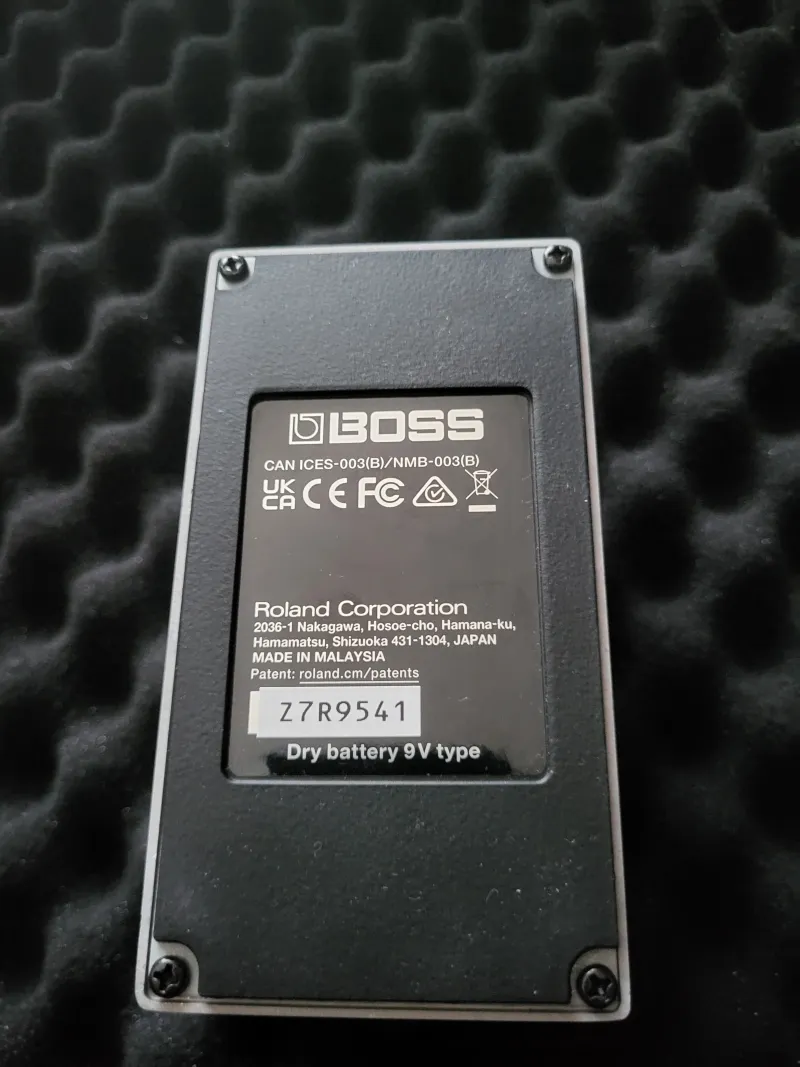 BOSS
CAN ICES-003(B)/NMB-003(B)
UK CA CE FC
Roland Corporation
2036-1 Nakagawa, Hosoe-cho, Hamana-ku,
Hamamatsu, Shizuoka 431-1304, JAPAN
MADE IN MALAYSIA
Patent: roland.cm/patents
Z7R9541
Dry battery 9V type